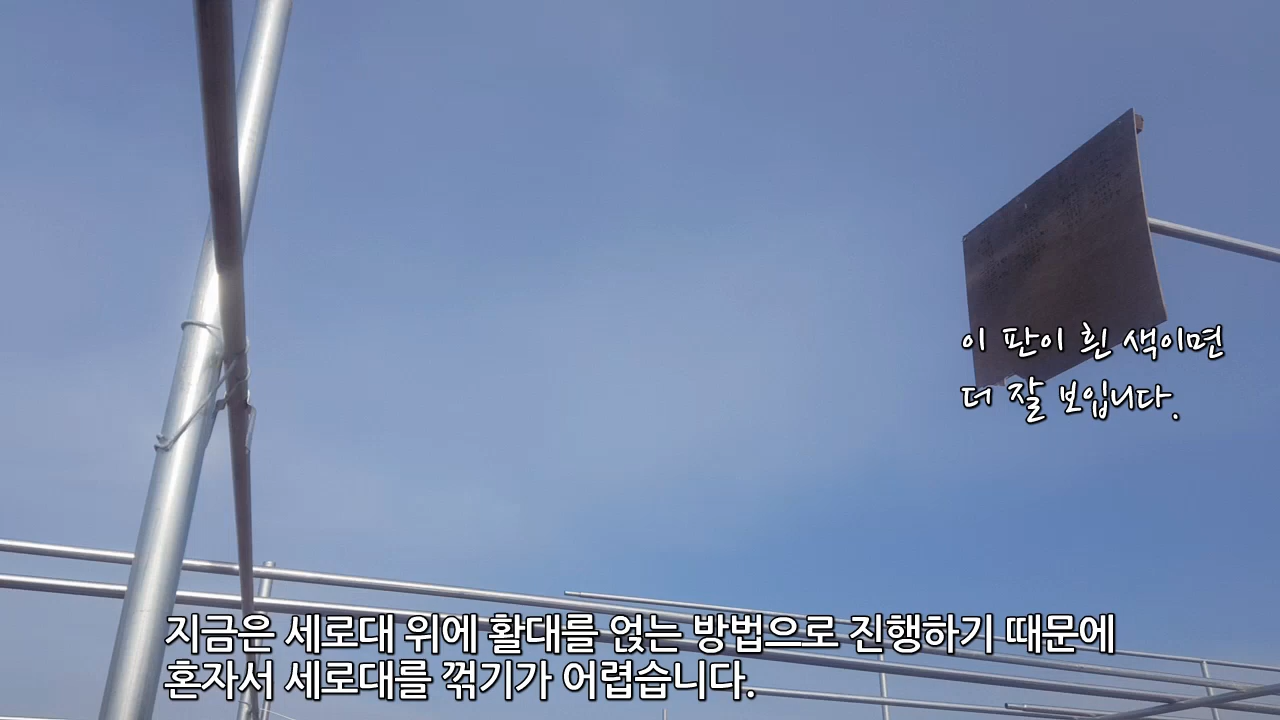 이 판이 흰 색이면
더 잘 보입니다.
지금은 세로대 위에 활대를 얹는 방법으로 진행하기 때문에
혼자서 세로대를 꺾기가 어렵습니다.